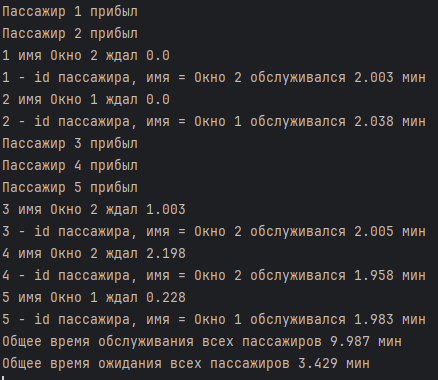 Пассажир 1 прибыл
Пассажир 2 прибыл
1 имя Окно 2 ждал 0.0
1 - id пассажира, имя = Окно 2 обслуживался 2.003 мин
2 имя Окно 1 ждал 0.0
2 - id пассажира, имя = Окно 1 обслуживался 2.038 мин
Пассажир 3 прибыл
Пассажир 4 прибыл
Пассажир 5 прибыл
3 имя Окно 2 ждал 1.003
3 - id пассажира, имя = Окно 2 обслуживался 2.005 мин
4 имя Окно 2 ждал 2.198
4 - id пассажира, имя = Окно 2 обслуживался 1.958 мин
5 имя Окно 1 ждал 0.228
5 - id пассажира, имя = Окно 1 обслуживался 1.983 мин
Общее время обслуживания всех пассажиров 9.987 мин
Общее время ожидания всех пассажиров 3.429 мин